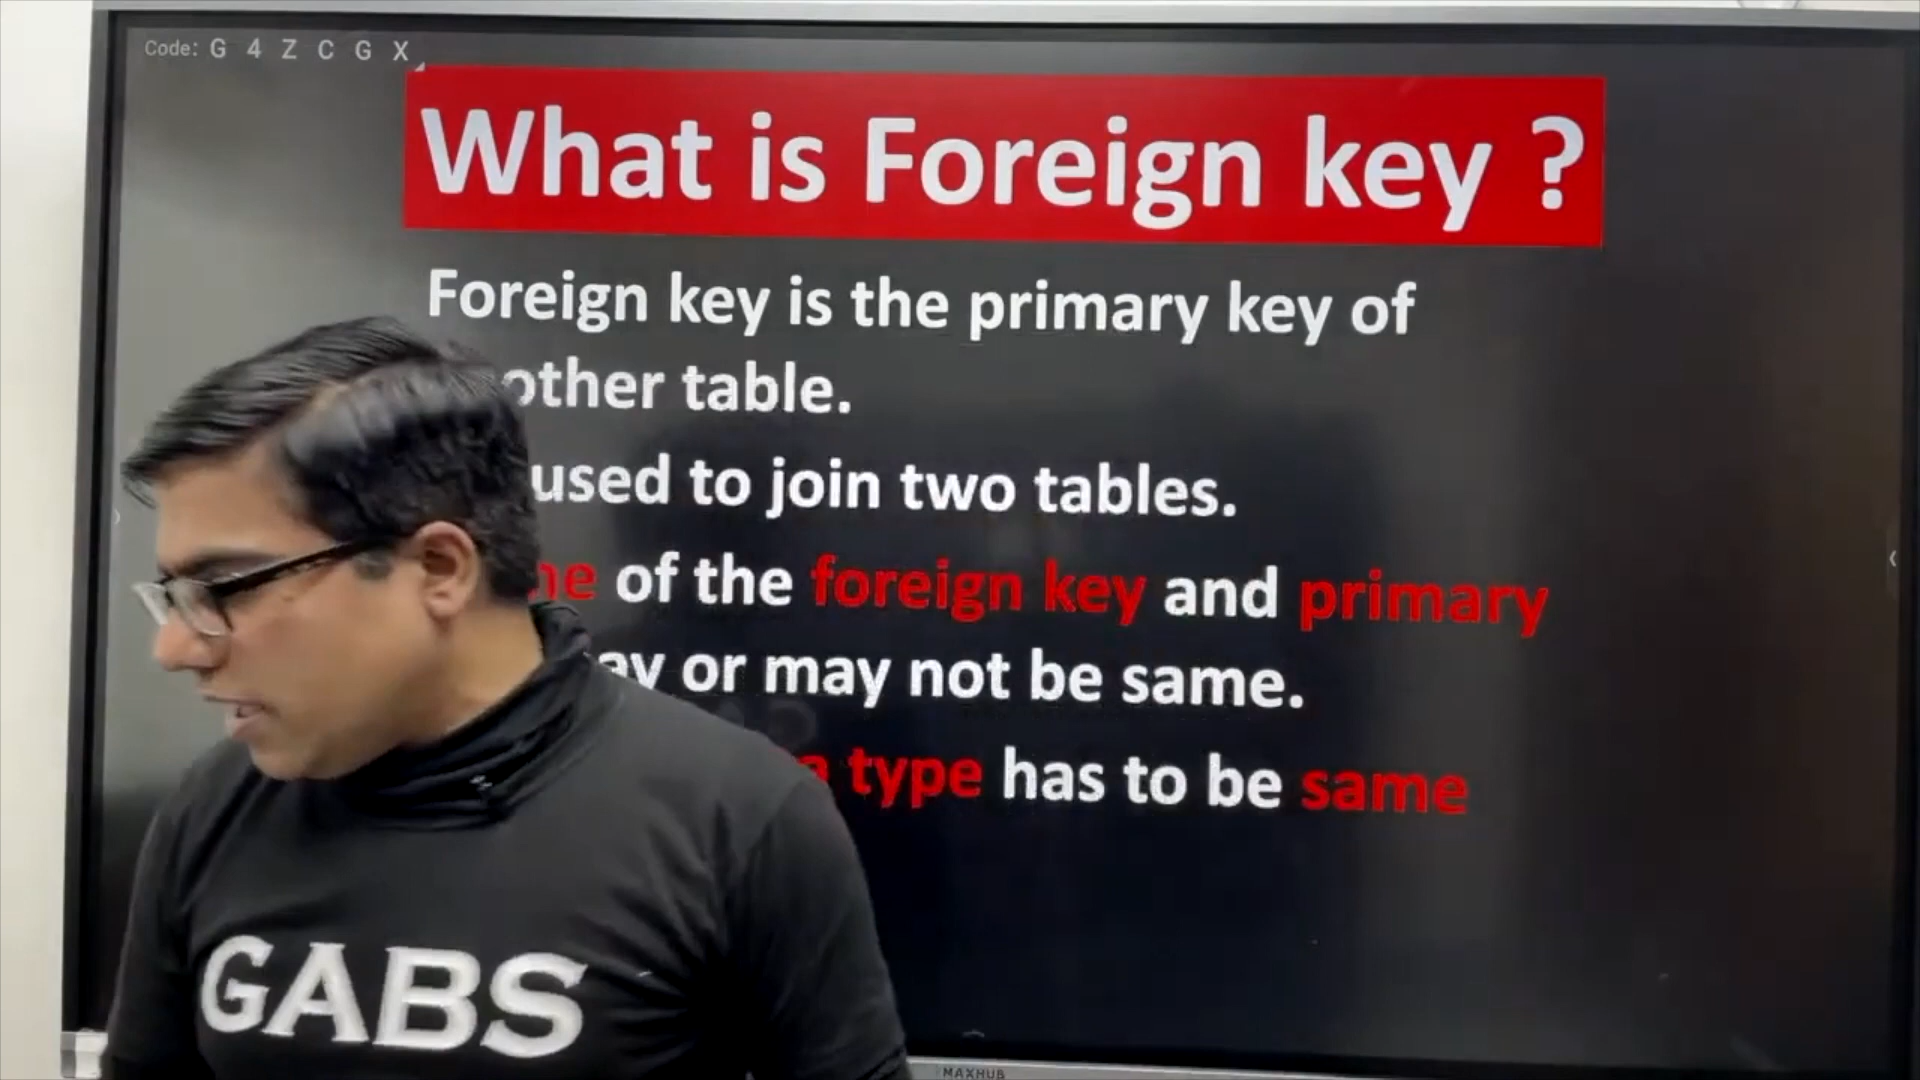 Code: G 4 Z C G X
What is Foreign key ?
Foreign key is the primary key of
other table.
used to join two tables.
of the foreign key and primary
or may not be same.
type has to be same
GABS
MAXHUB